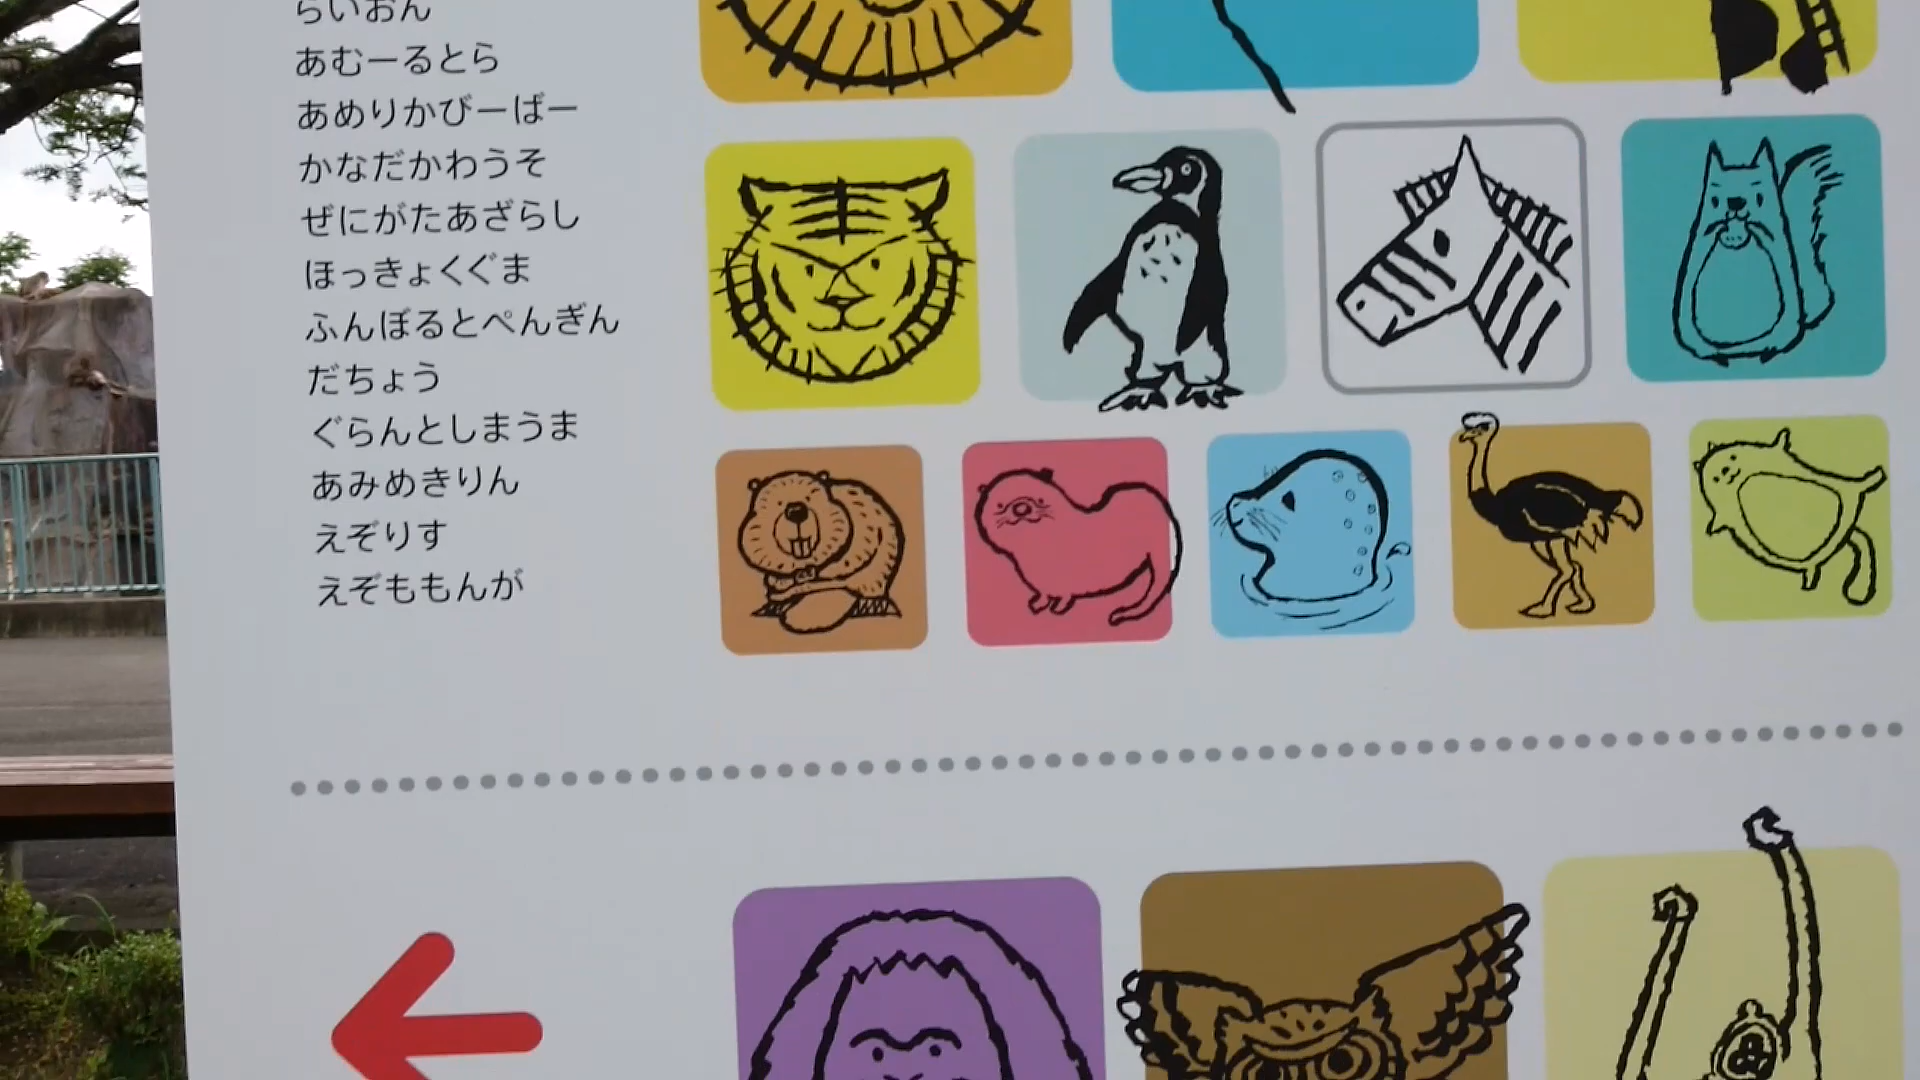 らいおん
あむーるとら
あめりかびーばー
かなだかわうそ
ぜにがたあざらし
ほっきょくぐま
ふんぼるとぺんぎん
だちょう
ぐらんとしまうま
あみめきりん
えぞりす
えぞももんが